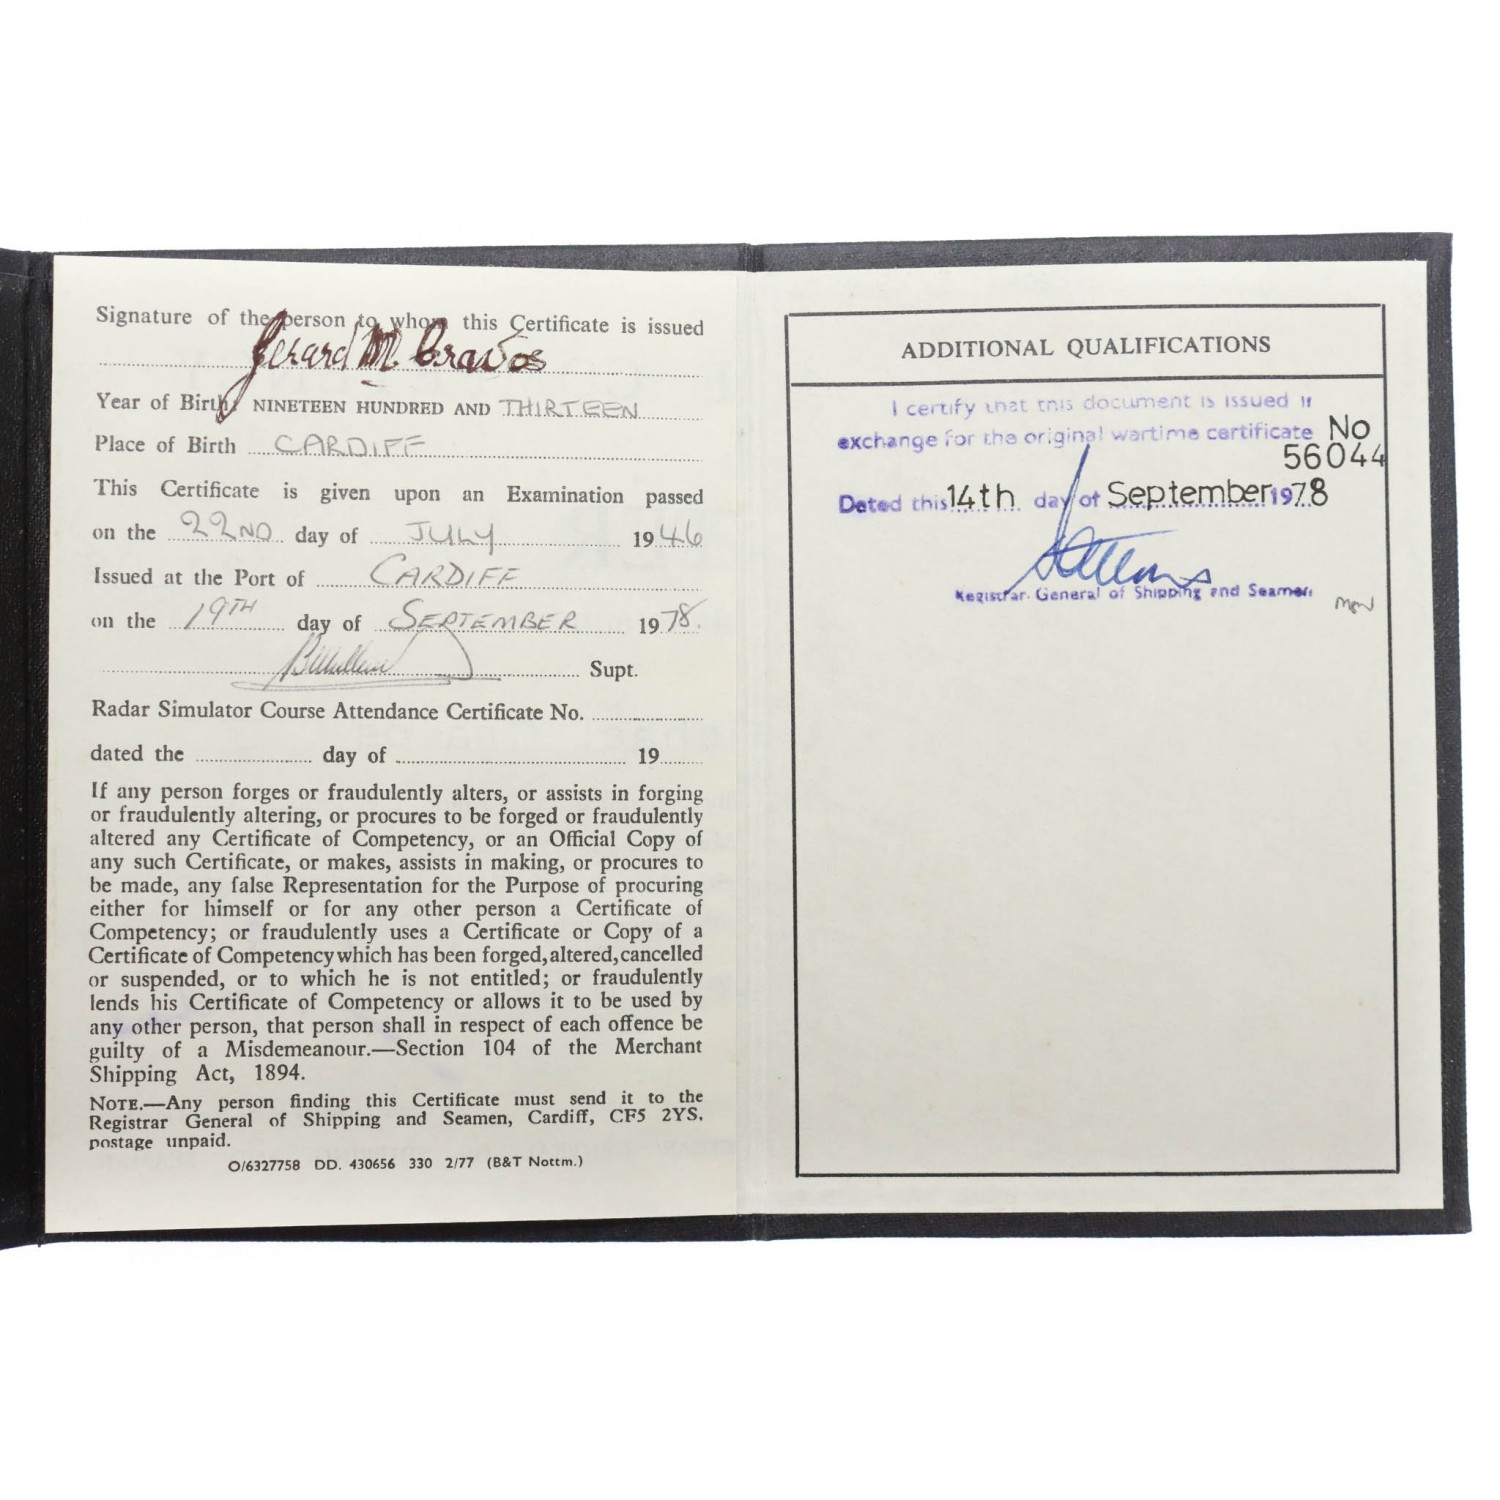 Signature of the person to whom this Certificate is issued
Gerard M Cravos
Year of Birth, NINETEEN HUNDRED AND THIRTEEN
Place of Birth CARDIFF
This Certificate is given upon an Examination passed
on the 22ND day of JULY 1946
Issued at the Port of CARDIFF
on the 19TH day of SEPTEMBER 1978.
Supt.
Radar Simulator Course Attendance Certificate No.
dated the day of 19
If any person forges or fraudulently alters, or assists in forging
or fraudulently altering, or procures to be forged or fraudulently
altered any Certificate of Competency, or an Official Copy of
any such Certificate, or makes, assists in making, or procures to
be made, any false Representation for the Purpose of procuring
either for himself or for any other person a Certificate of
Competency; or fraudulently uses a Certificate or Copy of a
Certificate of Competency which has been forged, altered, cancelled
or suspended, or to which he is not entitled; or fraudulently
lends his Certificate of Competency or allows it to be used by
any other person, that person shall in respect of each offence be
guilty of a Misdemeanour.—Section 104 of the Merchant
Shipping Act, 1894.
NOTE.—Any person finding this Certificate must send it to the
Registrar General of Shipping and Seamen, Cardiff, CF5 2YS,
postage unpaid.
O/6327758 DD. 430656 330 2/77 (B&T Nottm.)
ADDITIONAL QUALIFICATIONS
I certify that this document is issued in
exchange for the original wartime certificate No
56044
Dated this 14th day of September 1978
Registrar General of Shipping and Seamen